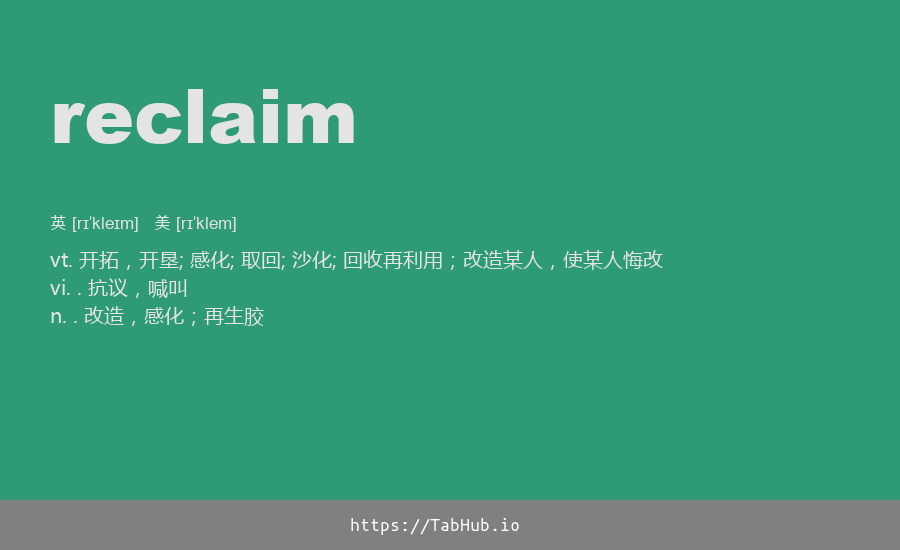 reclaim
英 [rɪˈkleɪm] 美 [rɪˈklem]
vt. 开拓，开垦; 感化; 取回; 沙化; 回收再利用；改造某人，使某人悔改
vi. . 抗议，喊叫
n. . 改造，感化；再生胶
https://TabHub.io